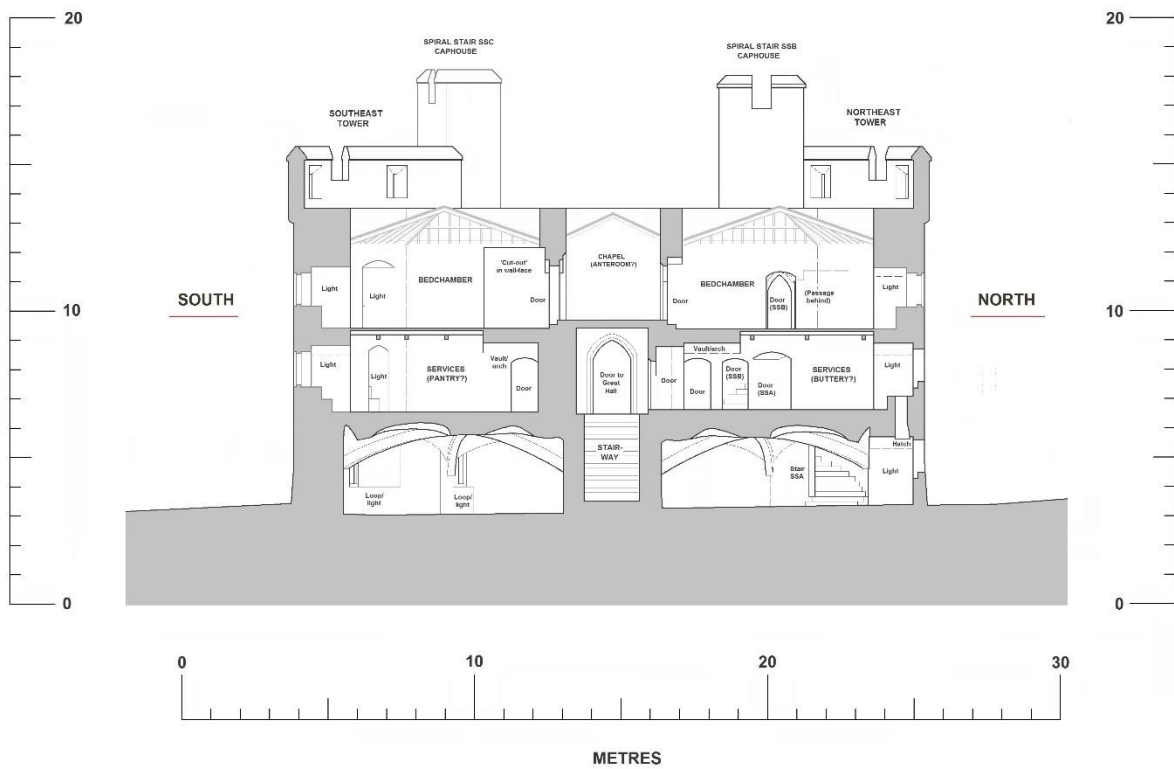 20
20
SPIRAL STAIR SSC
CAPHOUSE
SPIRAL STAIR SSB
CAPHOUSE
SOUTHEAST
TOWER
NORTHEAST
TOWER
'Cut-out'
in wall-face
CHAPEL
(ANTEROOM?)
BEDCHAMBER
BEDCHAMBER
Light
Light
Door
Door
Door
(SSB)
(Passage
behind)
Light
SOUTH
NORTH
10
10
Light
Light
SERVICES
(PANTRY?)
Vault/
arch
Door
Door to
Great
Hall
Door
Vault/arch
Door
Door
(SSB)
Door
(SSA)
SERVICES
(BUTTERY?)
Light
STAIR-
WAY
Hatch
Loop/
light
Loop/
light
Stair
SSA
Light
0
0
0
10
20
30
METRES